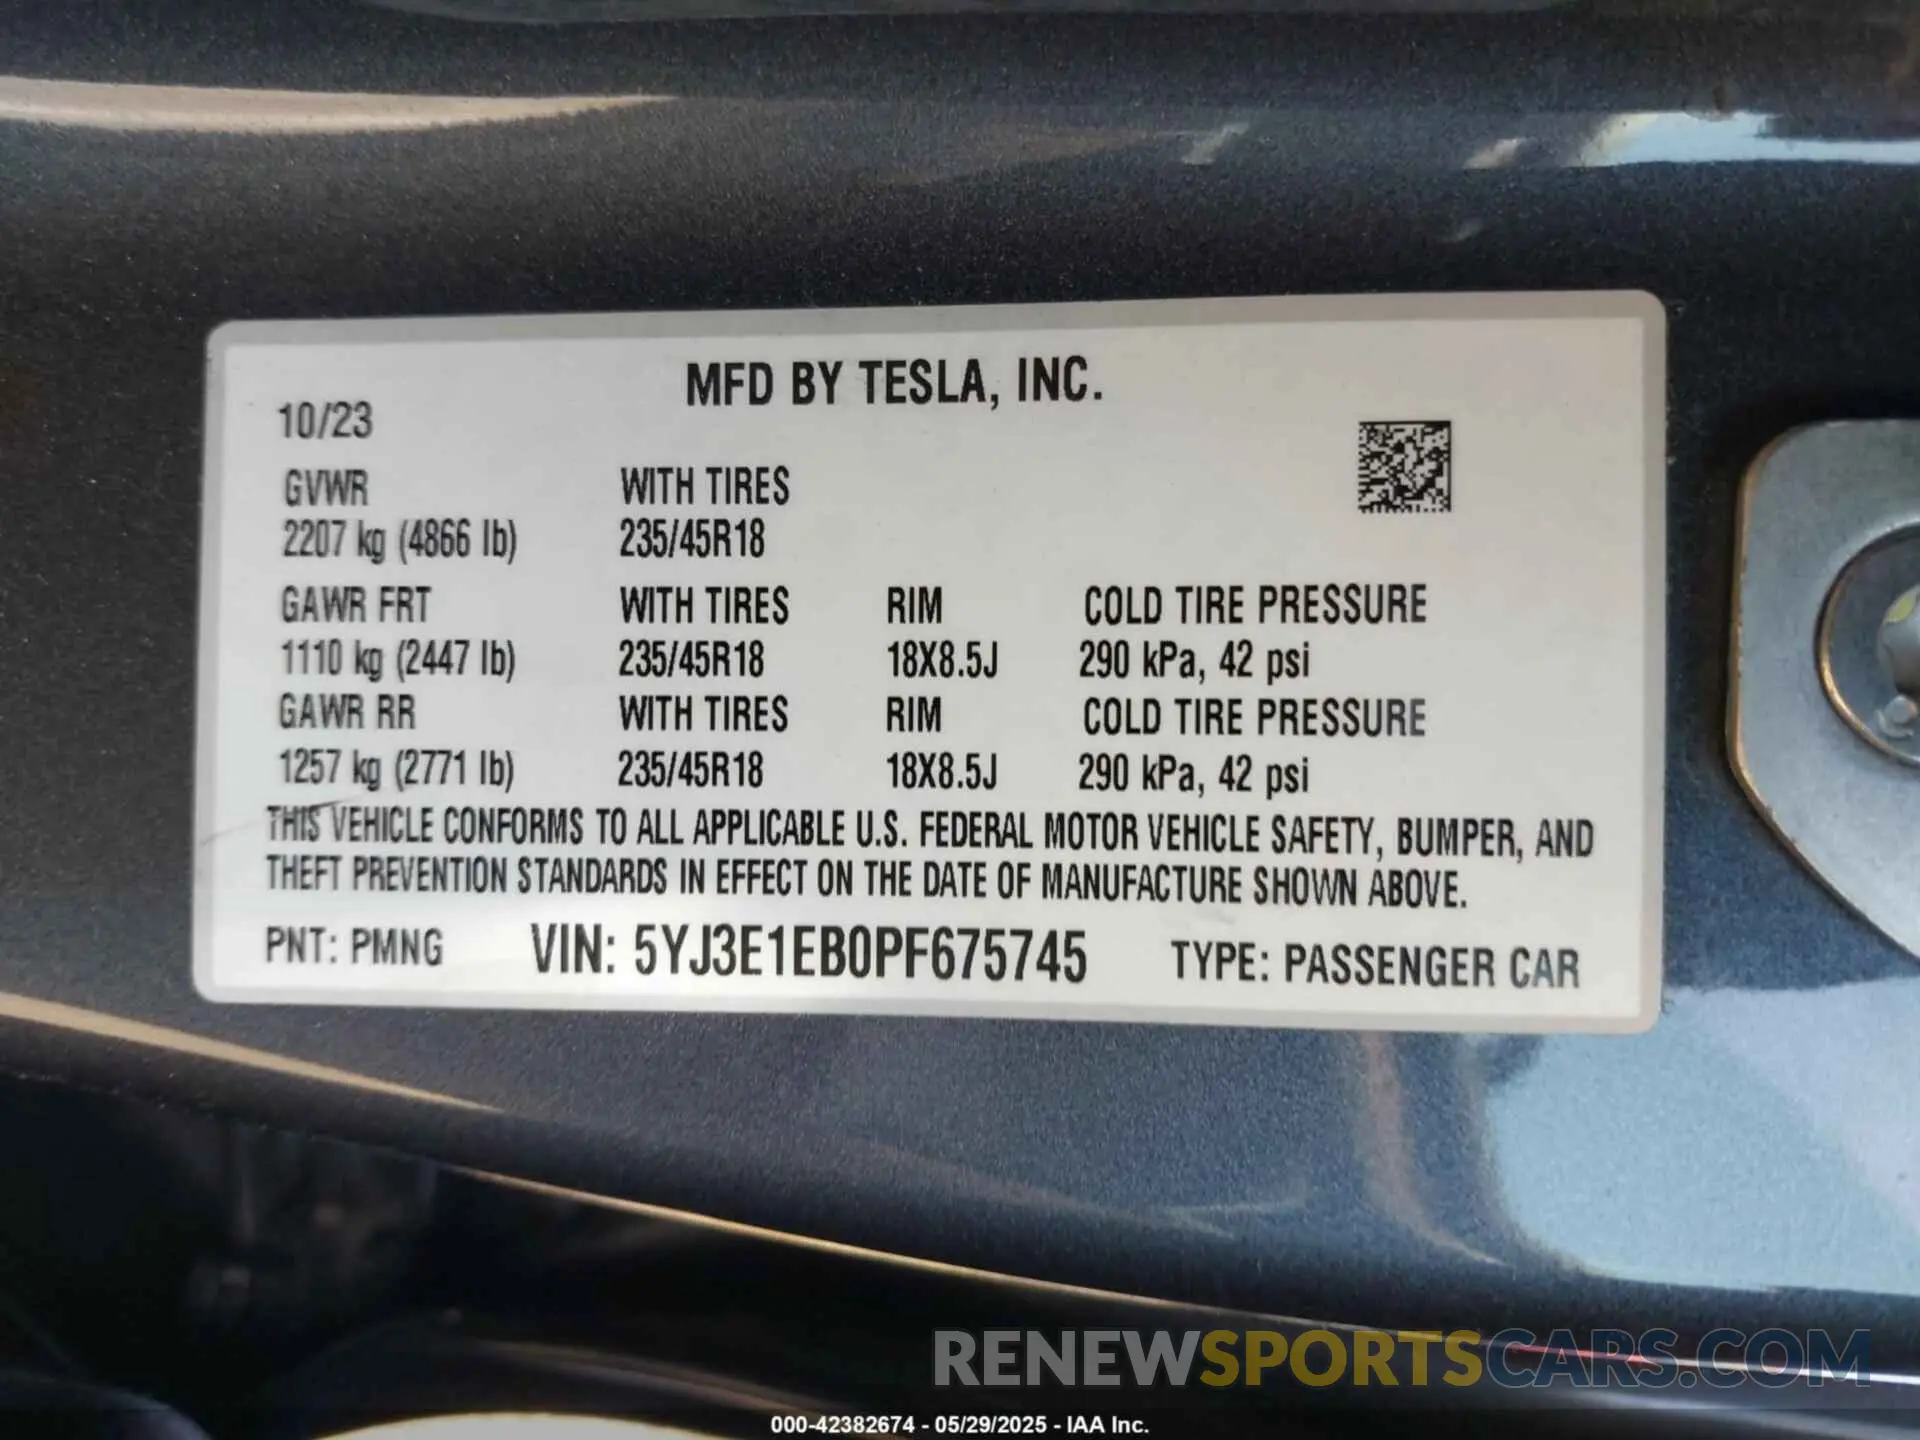 MFD BY TESLA, INC.
10/23
GVWR WITH TIRES
2207 kg (4866 lb) 235/45R18
GAWR FRT WITH TIRES RIM COLD TIRE PRESSURE
1110 kg (2447 lb) 235/45R18 18X8.5J 290 kPa, 42 psi
GAWR RR WITH TIRES RIM COLD TIRE PRESSURE
1257 kg (2771 lb) 235/45R18 18X8.5J 290 kPa, 42 psi
THIS VEHICLE CONFORMS TO ALL APPLICABLE U.S. FEDERAL MOTOR VEHICLE SAFETY, BUMPER, AND
THEFT PREVENTION STANDARDS IN EFFECT ON THE DATE OF MANUFACTURE SHOWN ABOVE.
PNT: PMNG VIN: 5YJ3E1EB0PF675745 TYPE: PASSENGER CAR
RENEWSPORTSCARS.COM
000-42382674 - 05/29/2025 - IAA Inc.